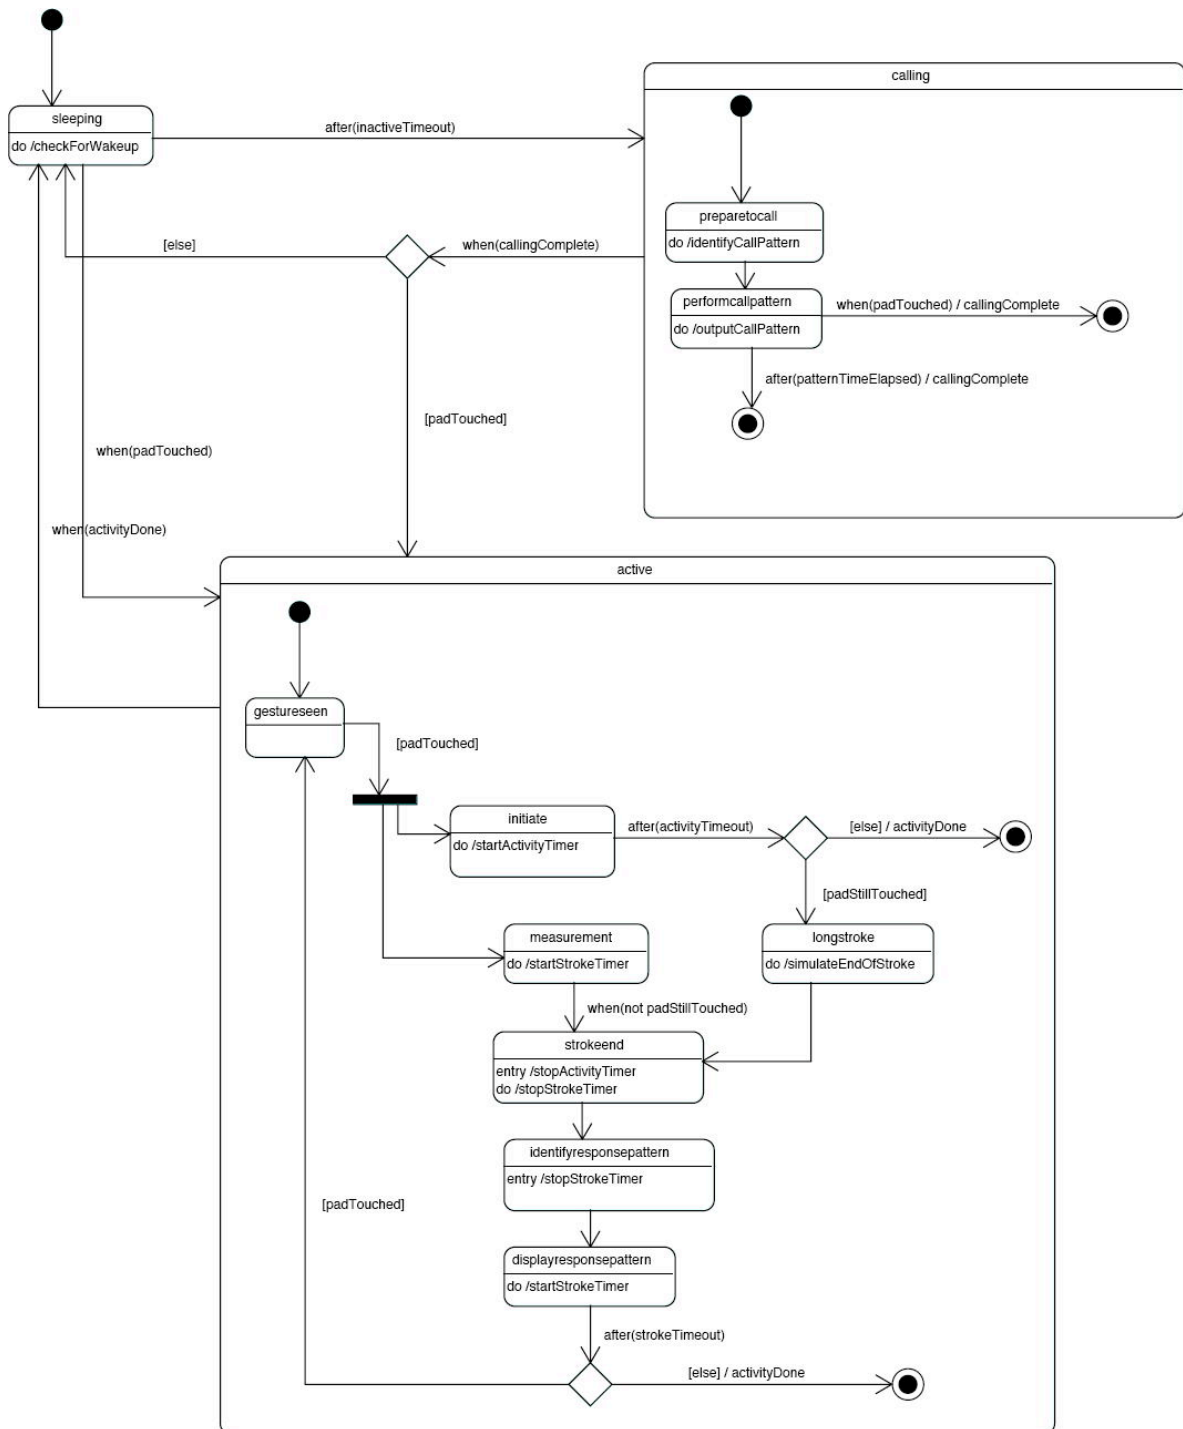 calling
sleeping
do /checkForWakeup
after(inactiveTimeout)
preparetocall
do /identifyCallPattern
[else]
when(callingComplete)
performcallpattern
do /outputCallPattern
when(padTouched) / callingComplete
after(patternTimeElapsed) / callingComplete
[padTouched]
when(padTouched)
when(activityDone)
active
gestureseen
[padTouched]
initiate
do /startActivityTimer
after(activityTimeout)
[else] / activityDone
[padStillTouched]
measurement
do /startStrokeTimer
longstroke
do /simulateEndOfStroke
when(not padStillTouched)
strokeend
entry /stopActivityTimer
do /stopStrokeTimer
identifyresponsepattern
entry /stopStrokeTimer
[padTouched]
displayresponsepattern
do /startStrokeTimer
after(strokeTimeout)
[else] / activityDone